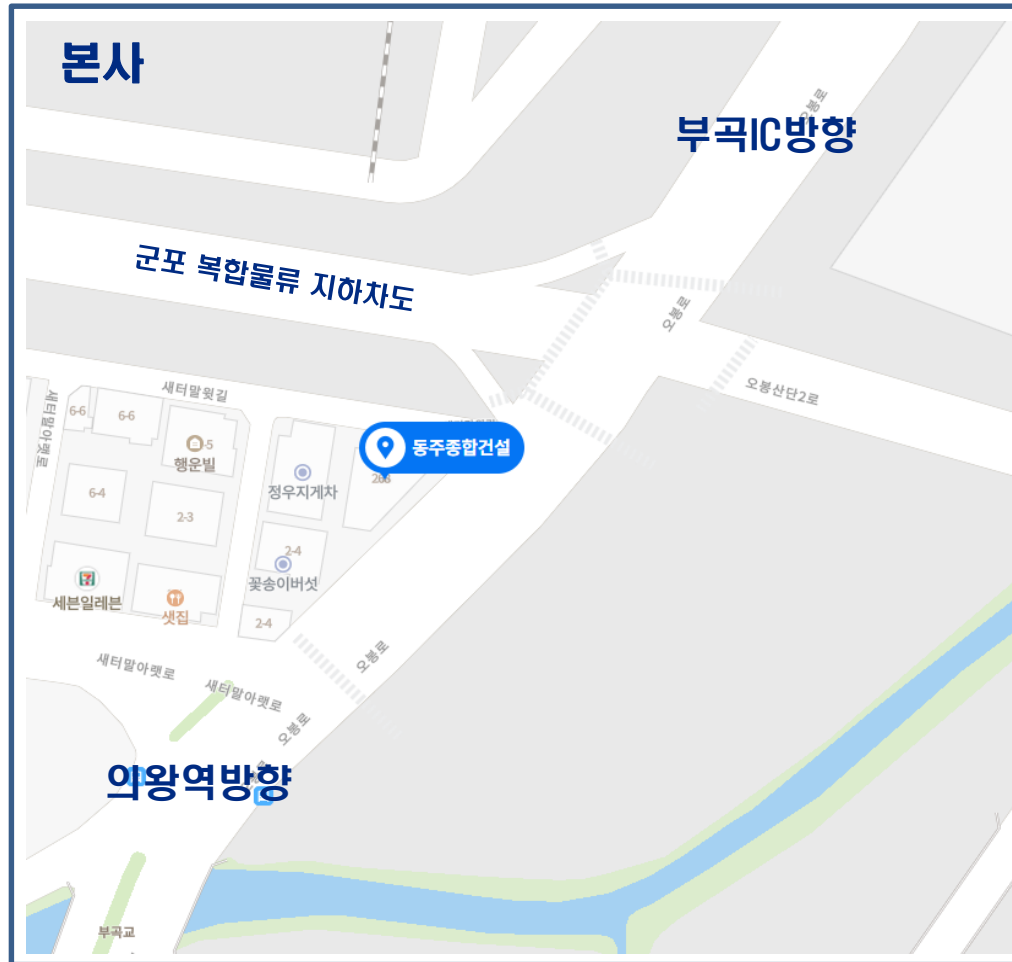 본사
오봉로
부곡IC방향
군포 복합물류 지하차도
오봉로
오봉산단2로
새터말윗길
새터말아랫로
6-6
6-6
행운빌
동주종합건설
정우지게차
6-4
2-3
2-4
꽃송이버섯
세븐일레븐
샛집
2-4
오봉로
새터말아랫로
새터말아랫로
오봉로
의왕역방향
부곡교